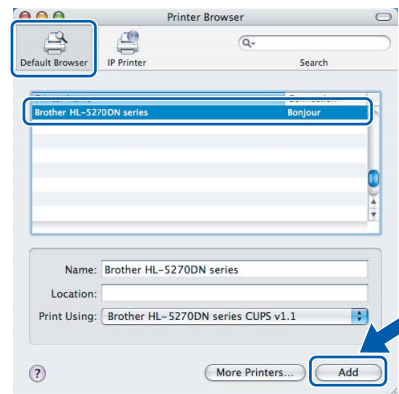 Printer Browser
Default Browser IP Printer Search
Brother HL-5270DN series Bonjour
Name: Brother HL-5270DN series
Location:
Print Using: Brother HL-5270DN series CUPS v1.1
? More Printers... Add